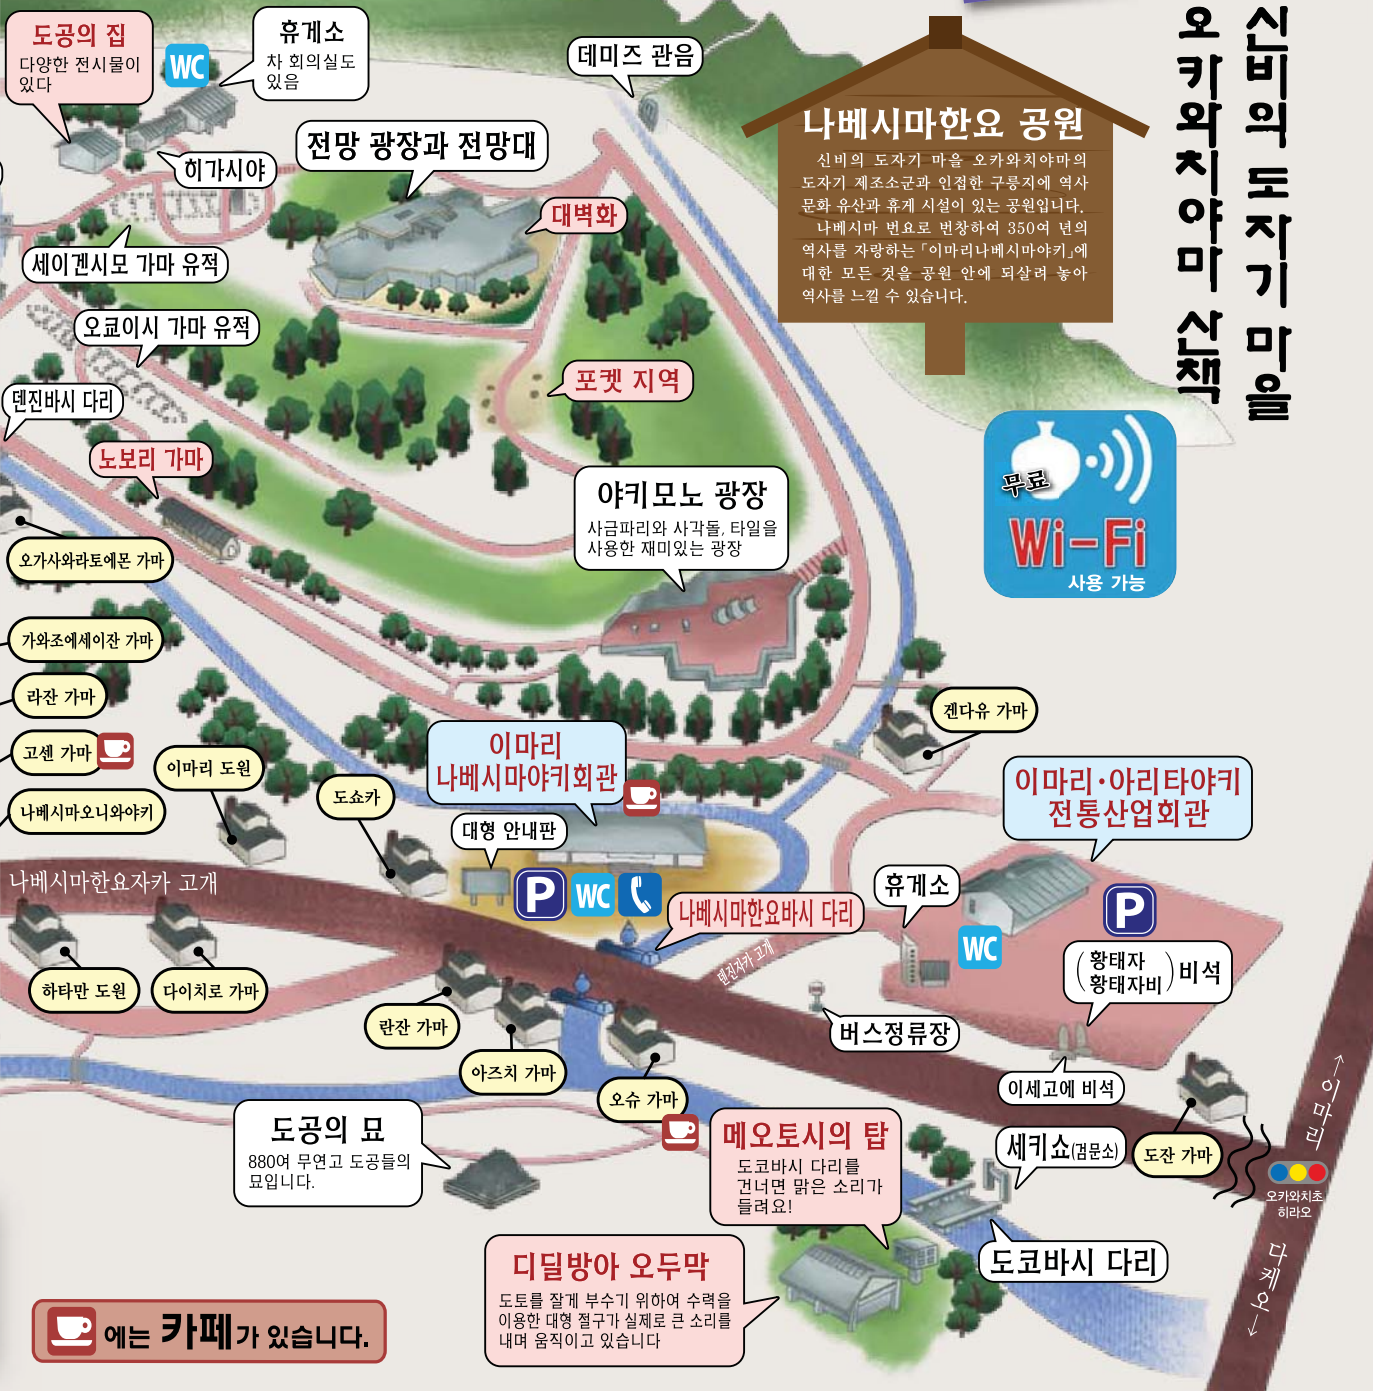 신비의 도자기 마을
오카와치야마 산책
도공의 집
다양한 전시물이
있다
WC
휴게소
차 회의실도
있음
데미즈 관음
나베시마한요 공원
신비의 도자기 마을 오카와치야마의
도자기 제조소군과 인접한 구릉지에 역사
문화 유산과 휴게 시설이 있는 공원입니다.
나베시마 번요로 번창하여 350여 년의
역사를 자랑하는 「이마리나베시마야키」에
대한 모든 것을 공원 안에 되살려 놓아
역사를 느낄 수 있습니다.
히가시야
전망 광장과 전망대
대벽화
세이겐시모 가마 유적
오쿄이시 가마 유적
포켓 지역
덴진바시 다리
노보리 가마
야키모노 광장
사금파리와 사각돌, 타일을
사용한 재미있는 광장
무료
Wi-Fi
사용 가능
오가사와라토에몬 가마
가와조에세이잔 가마
라잔 가마
고센 가마
나베시마오니와야키
이마리 도원
도쇼카
이마리
나베시마야키회관
대형 안내판
P
WC
겐다유 가마
이마리·아리타야키
전통산업회관
휴게소
WC
P
나베시마한요바시 다리
나베시마한요자카 고개
덴진자카 고개
(황태자
황태자비) 비석
하타만 도원
다이치로 가마
란잔 가마
아즈치 가마
오슈 가마
버스정류장
이세고에 비석
세키쇼(검문소)
도잔 가마
←이마리
오카와치초
히라오
다케오→
도공의 묘
880여 무연고 도공들의
묘입니다.
메오토시의 탑
도코바시 다리를
건너면 맑은 소리가
들려요!
도코바시 다리
디딜방아 오두막
도토를 잘게 부수기 위하여 수력을
이용한 대형 절구가 실제로 큰 소리를
내며 움직이고 있습니다
에는 카페가 있습니다.